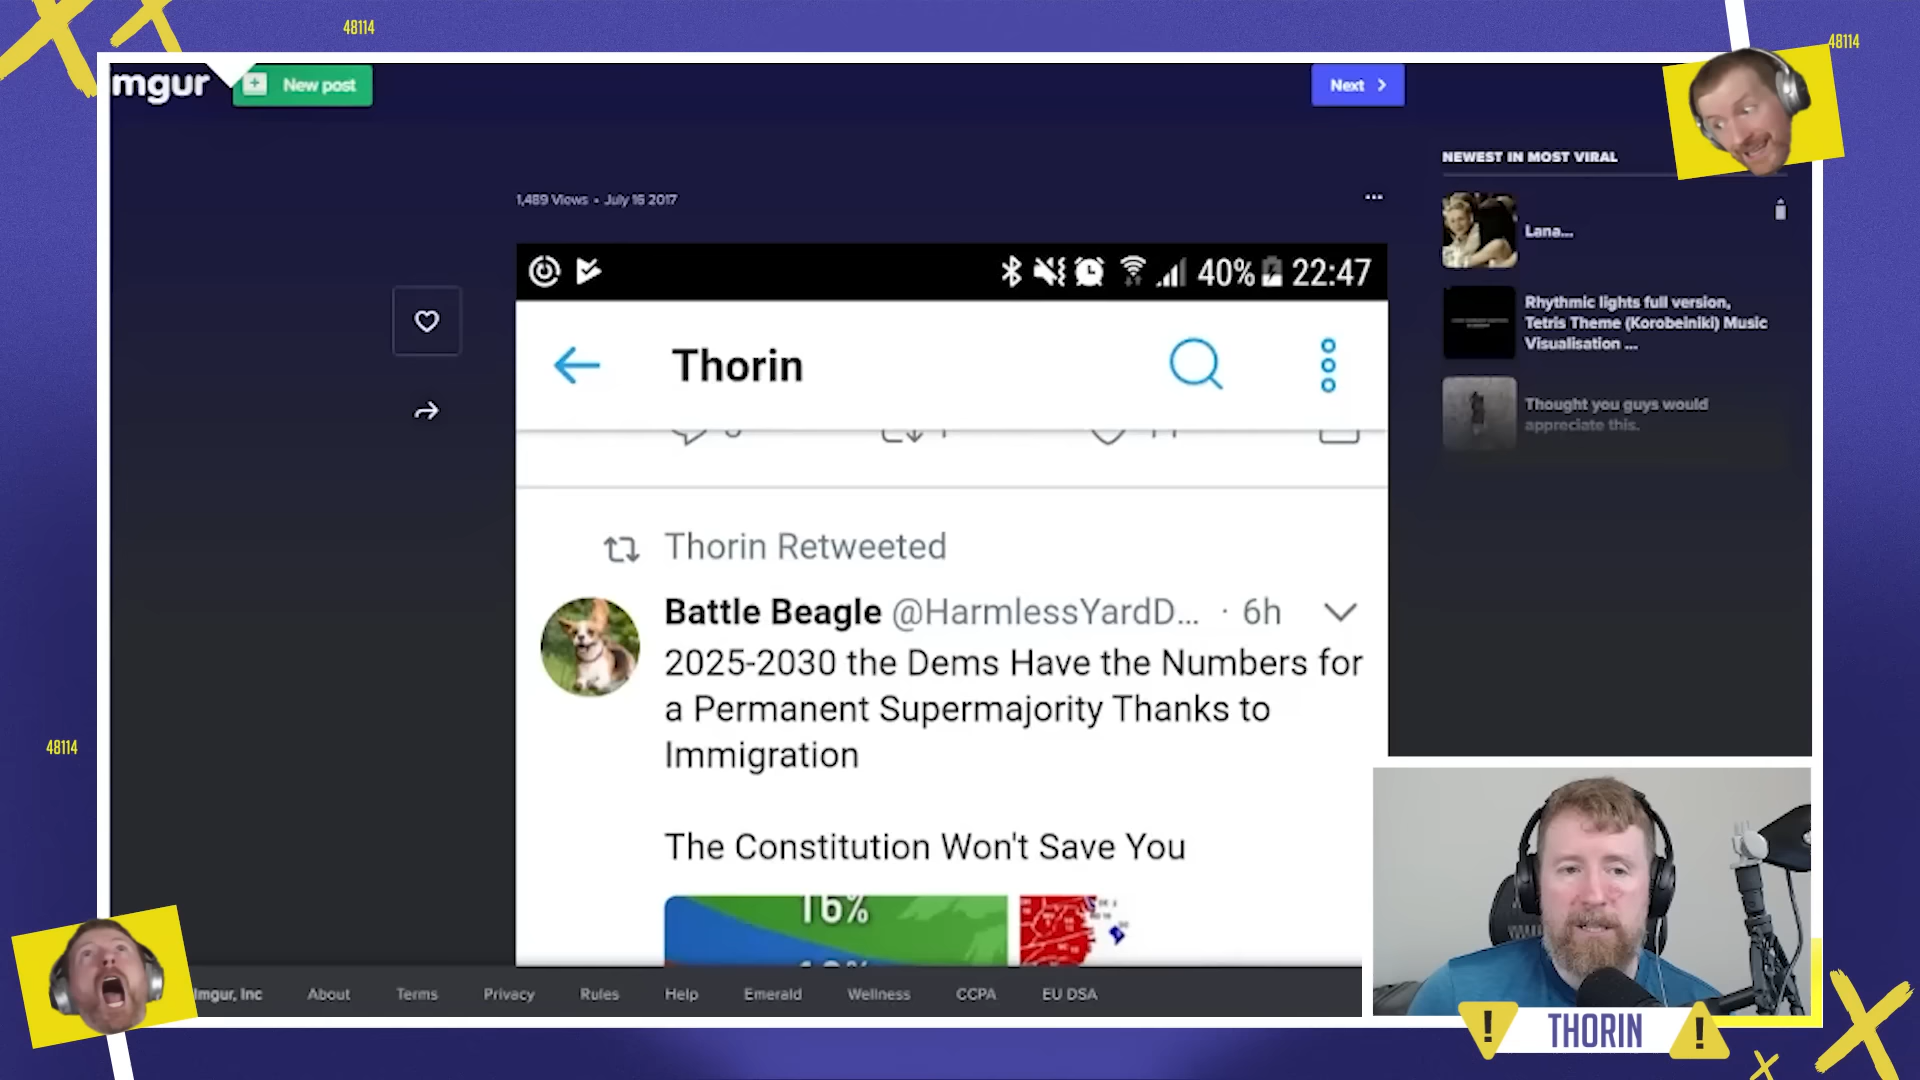 48114
48114
imgur
New post
Next
NEWEST IN MOST VIRAL
1,489 Views • July 16 2017
Lana...
Rhythmic lights full version,
Tetris Theme (Korobeiniki) Music
Visualisation ...
Thought you guys would
appreciate this.
40% 22:47
Thorin
Thorin Retweeted
Battle Beagle @HarmlessYardD... · 6h
2025-2030 the Dems Have the Numbers for
a Permanent Supermajority Thanks to
Immigration
The Constitution Won't Save You
16%
48114
Imgur, Inc About Terms Privacy Rules Help Emerald Wellness CCPA EU DSA
! THORIN !